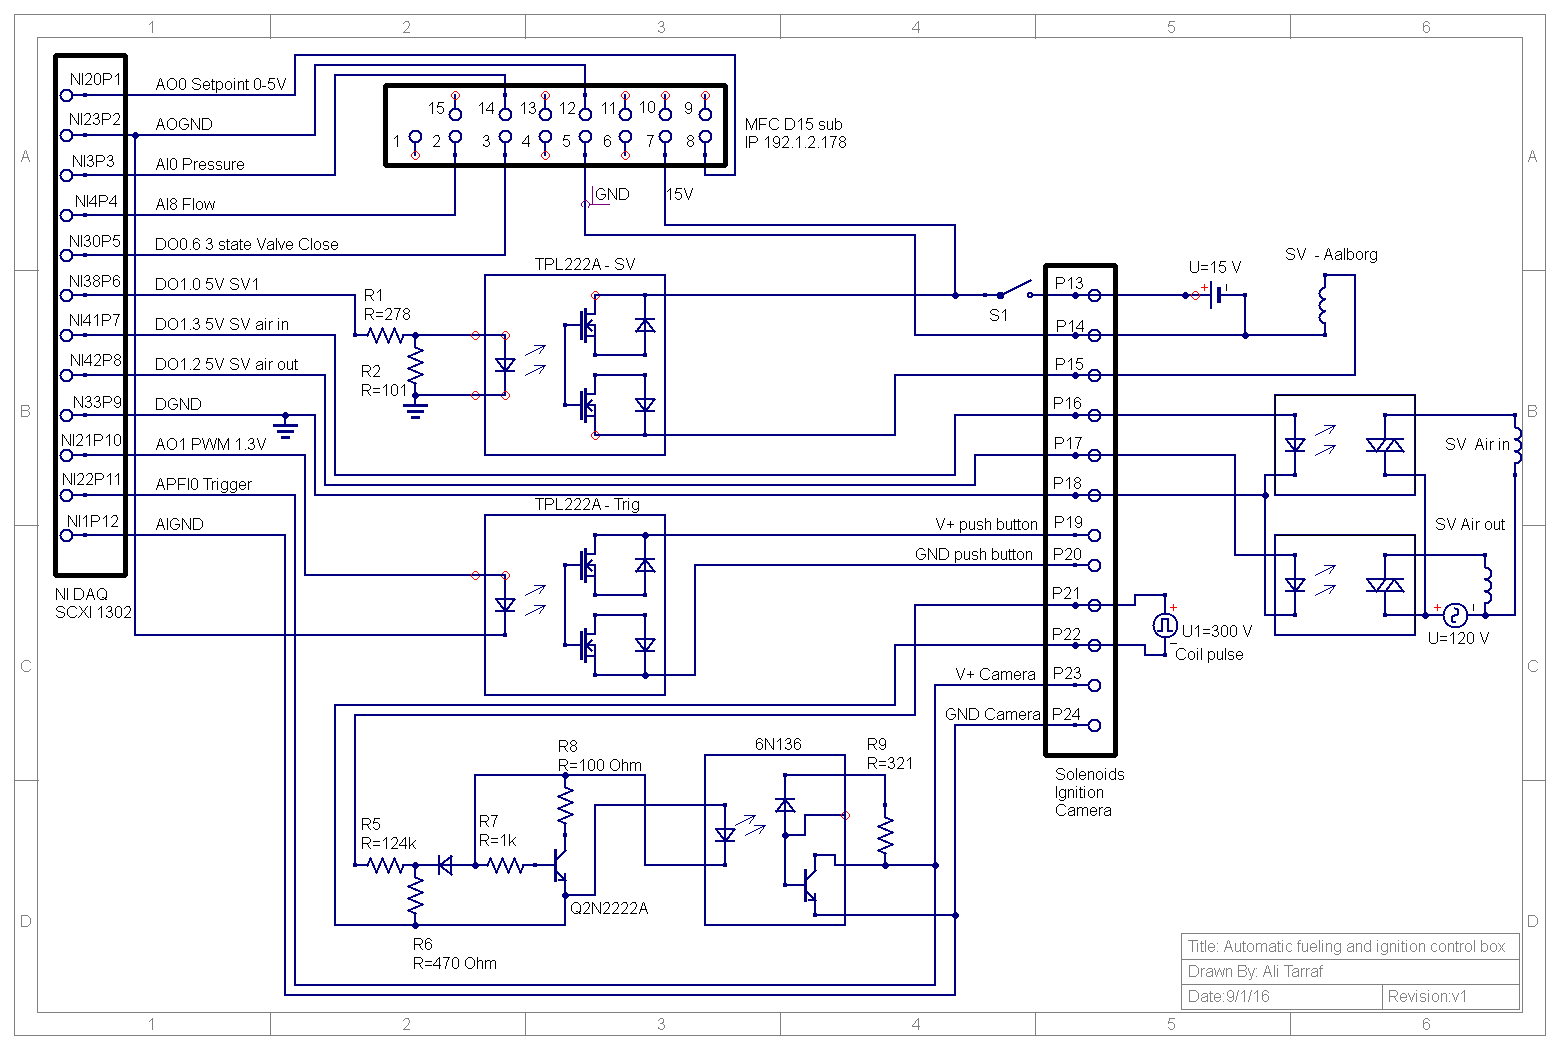 1 2 3 4 5 6
A
B
C
D
NI20P1 AO0 Setpoint 0-5V
NI23P2 AOGND
NI3P3 AI0 Pressure
NI4P4 AI8 Flow
NI30P5 DO0.6 3 state Valve Close
NI38P6 DO1.0 5V SV1
NI41P7 DO1.3 5V SV air in
NI42P8 DO1.2 5V SV air out
N33P9 DGND
NI21P10 AO1 PWM 1.3V
NI22P11 APFI0 Trigger
NI1P12 AIGND
NI DAQ
SCXI 1302
15 14 13 12 11 10 9
1 2 3 4 5 6 7 8
MFC D15 sub
IP 192.1.2.178
GND
15V
R1
R=278
R2
R=101
TPL222A - SV
TPL222A - Trig
S1
P13
P14
P15
P16
P17
P18
V+ push button P19
GND push button P20
P21
P22
V+ Camera P23
GND Camera P24
Solenoids
Ignition
Camera
U=15 V
+ -
SV - Aalborg
SV Air in
SV Air out
+ -
U=120 V
+
U1=300 V
-
Coil pulse
R5
R=124k
R6
R=470 Ohm
R7
R=1k
R8
R=100 Ohm
Q2N2222A
6N136
R9
R=321
Title: Automatic fueling and ignition control box
Drawn By: Ali Tarraf
Date:9/1/16 Revision:v1
A
B
C
D
1 2 3 4 5 6